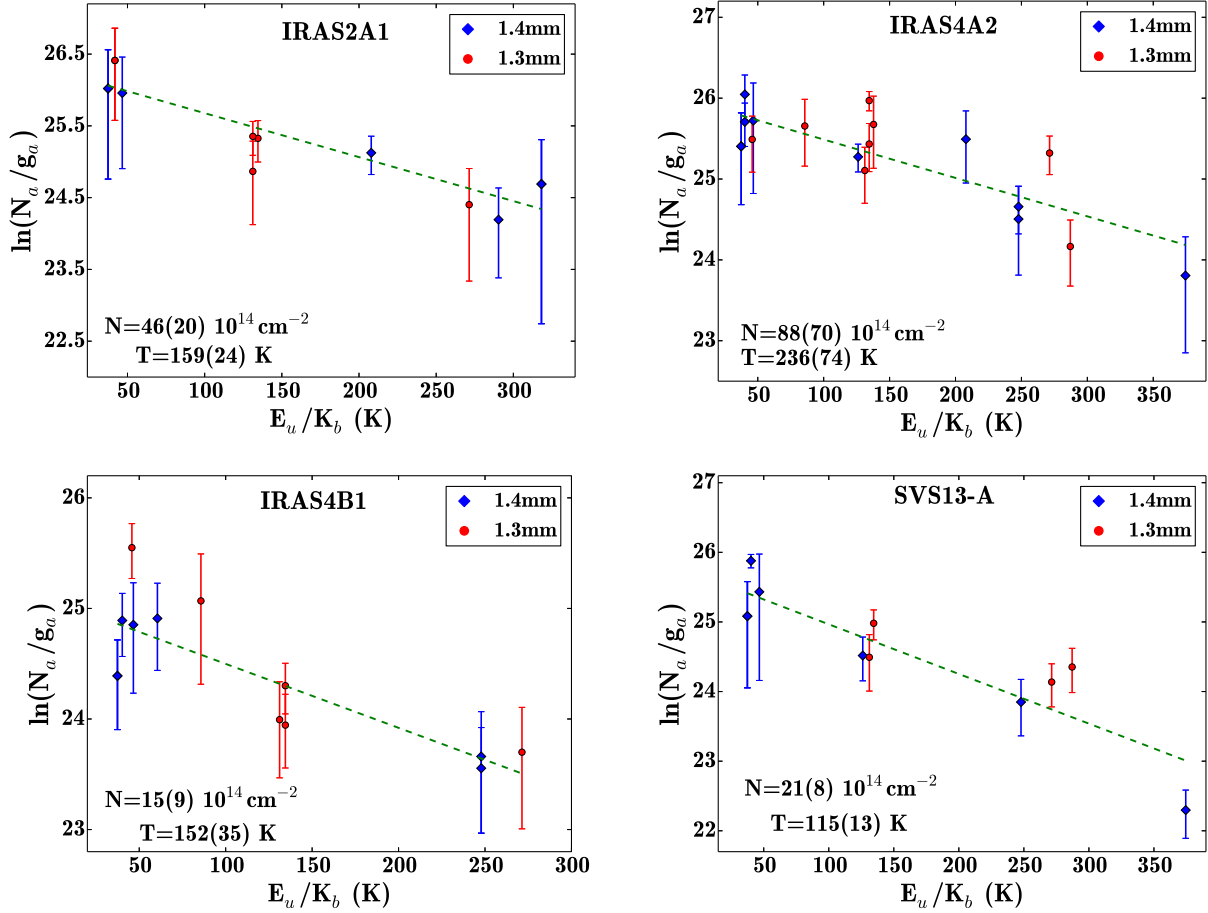 IRAS2A1
1.4mm
1.3mm
26.5
25.5
24.5
23.5
22.5
ln(N_a/g_a)
N=46(20) 10^14 cm^−2
T=159(24) K
50 100 150 200 250 300
E_u/K_b (K)
IRAS4A2
1.4mm
1.3mm
27
26
25
24
23
ln(N_a/g_a)
N=88(70) 10^14 cm^−2
T=236(74) K
50 100 150 200 250 300 350
E_u/K_b (K)
IRAS4B1
1.4mm
1.3mm
26
25
24
23
ln(N_a/g_a)
N=15(9) 10^14 cm^−2
T=152(35) K
50 100 150 200 250 300
E_u/K_b (K)
SVS13-A
1.4mm
1.3mm
27
26
25
24
23
22
ln(N_a/g_a)
N=21(8) 10^14 cm^−2
T=115(13) K
50 100 150 200 250 300 350
E_u/K_b (K)